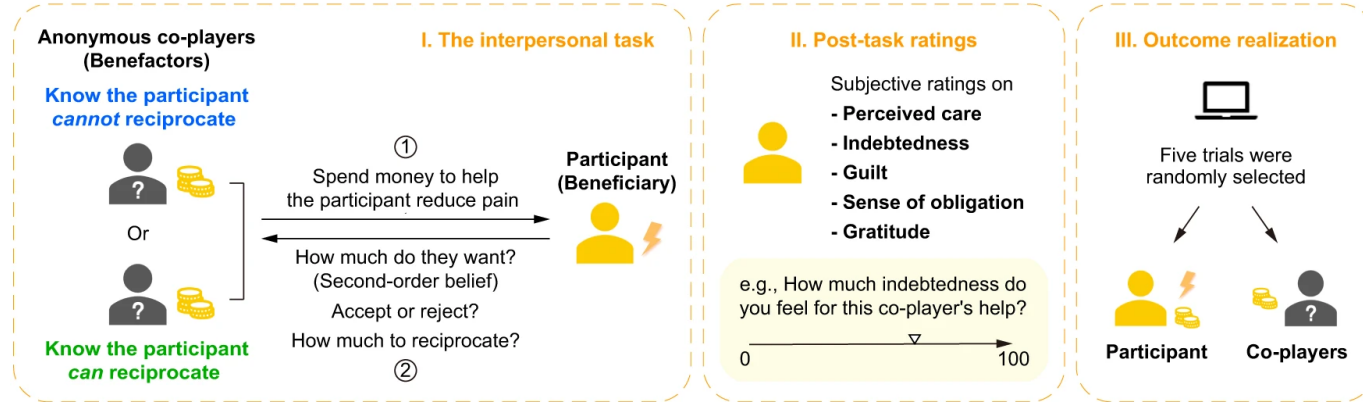 Anonymous co-players
(Benefactors)
Know the participant
cannot reciprocate
?
Or
?
Know the participant
can reciprocate
I. The interpersonal task
①
Spend money to help
the participant reduce pain
How much do they want?
(Second-order belief)
Accept or reject?
How much to reciprocate?
②
Participant
(Beneficiary)
II. Post-task ratings
Subjective ratings on
- Perceived care
- Indebtedness
- Guilt
- Sense of obligation
- Gratitude
e.g., How much indebtedness do
you feel for this co-player's help?
0 100
III. Outcome realization
Five trials were
randomly selected
?
Participant Co-players